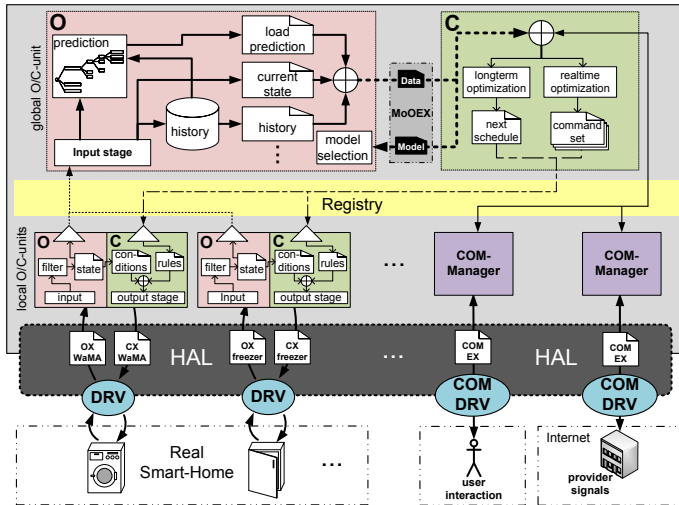 global O/C-unit
O
prediction
load
prediction
current
state
history
history
...
Input stage
model
selection
Data
MoOEX
Model
C
longterm
optimization
realtime
optimization
next
schedule
command
set
Registry
local O/C-units
O
filter
state
input
C
con-
ditions
rules
output stage
O
filter
state
Input
C
con-
ditions
rules
output stage
...
COM-
Manager
COM-
Manager
OX
WaMA
CX
WaMA
HAL
OX
freezer
CX
freezer
...
COM
EX
HAL
COM
EX
DRV
DRV
COM
DRV
COM
DRV
Real
Smart-Home
...
user
interaction
Internet
provider
signals